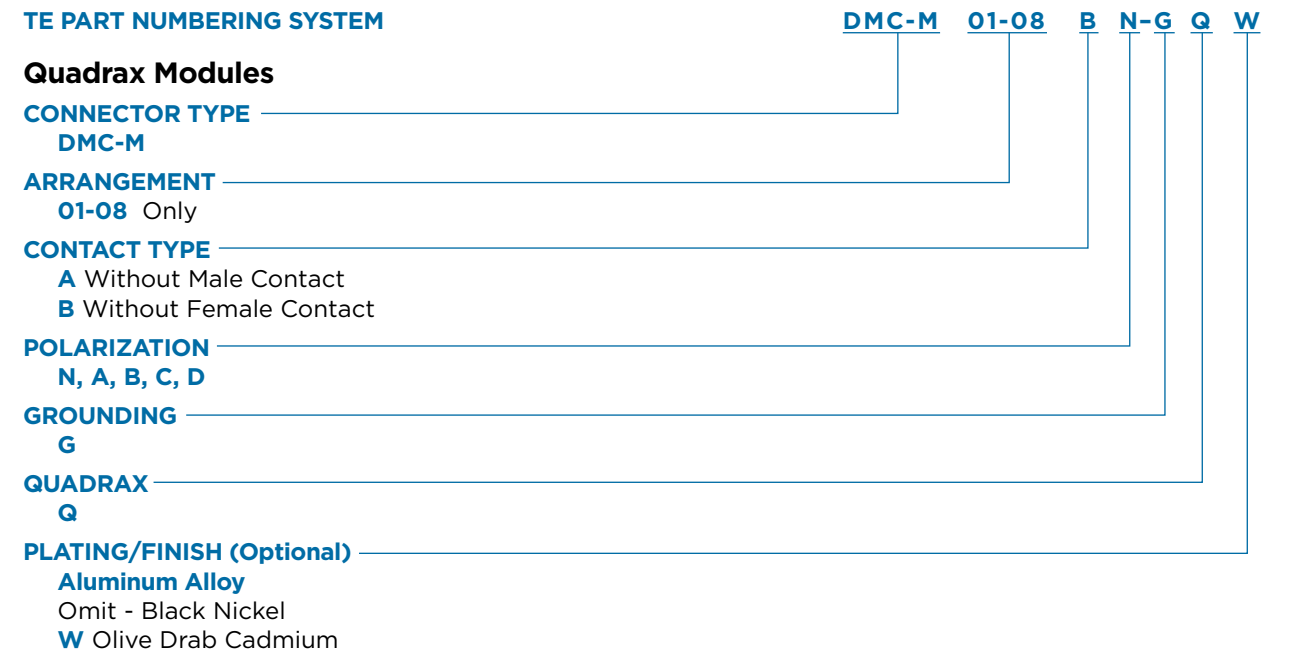 TE PART NUMBERING SYSTEM DMC-M 01-08 B N–G Q W
Quadrax Modules
CONNECTOR TYPE
DMC-M
ARRANGEMENT
01-08 Only
CONTACT TYPE
A Without Male Contact
B Without Female Contact
POLARIZATION
N, A, B, C, D
GROUNDING
G
QUADRAX
Q
PLATING/FINISH (Optional)
Aluminum Alloy
Omit - Black Nickel
W Olive Drab Cadmium